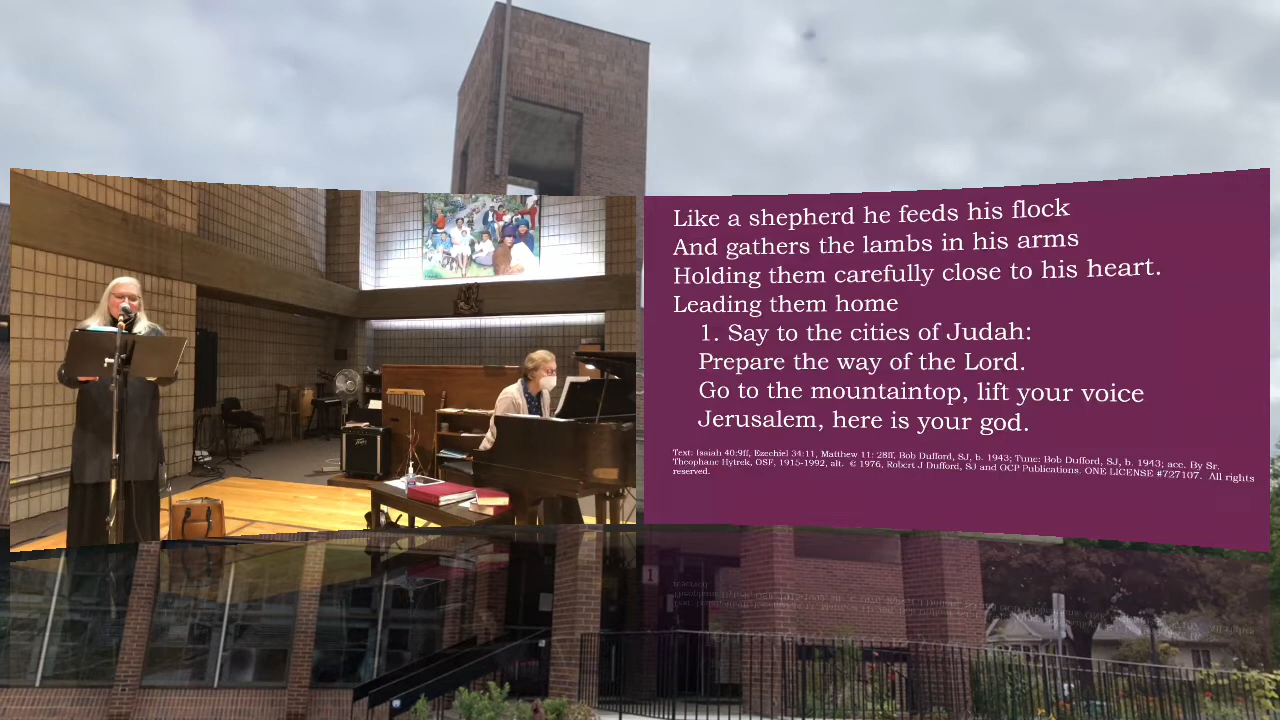 Like a shepherd he feeds his flock
And gathers the lambs in his arms
Holding them carefully close to his heart.
Leading them home
1. Say to the cities of Judah:
Prepare the way of the Lord.
Go to the mountaintop, lift your voice
Jerusalem, here is your god.
Text: Isaiah 40:9ff, Ezechiel 34:11, Matthew 11: 28ff, Bob Dufford, SJ, b. 1943; Tune: Bob Dufford, SJ, b. 1943; acc. By Sr.
Theophane Hytrek, OSF, 1915-1992, alt. © 1976, Robert J Dufford, SJ and OCP Publications. ONE LICENSE #727107. All rights
reserved.
PEAVEY
1